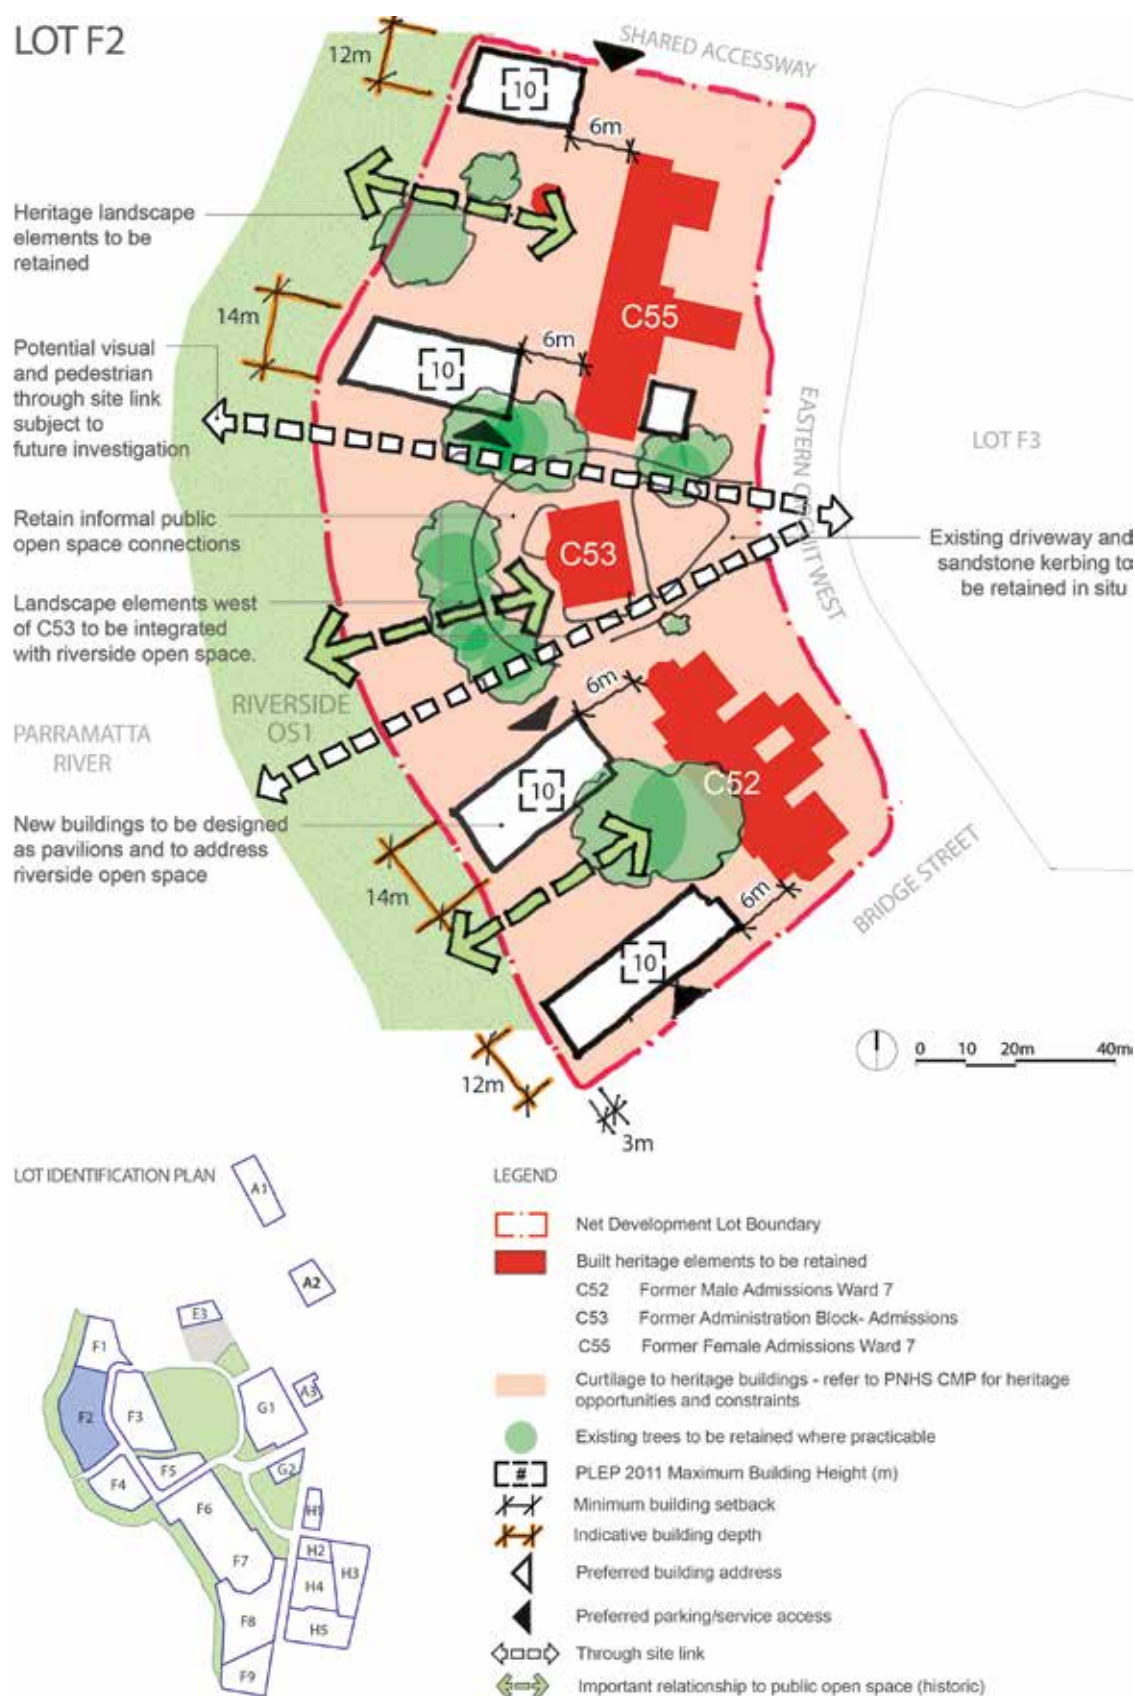 LOT F2
SHARED ACCESSWAY
12m
10
6m
Heritage landscape
elements to be
retained
C55
14m
6m
10
Potential visual
and pedestrian
through site link
subject to
future investigation
EASTERN CIRCUIT WEST
LOT F3
Retain informal public
open space connections
C53
Existing driveway and
sandstone kerbing to
be retained in situ
Landscape elements west
of C53 to be integrated
with riverside open space.
6m
RIVERSIDE
OS1
PARRAMATTA
RIVER
C52
10
New buildings to be designed
as pavilions and to address
riverside open space
14m
6m
BRIDGE STREET
10
0 10 20m 40m
12m
3m
LOT IDENTIFICATION PLAN
A1
A2
E3
F1
A3
G1
F2
F3
F5
G2
F4
F6
H1
H2
F7
H3
H4
F8
H5
F9
LEGEND
Net Development Lot Boundary
Built heritage elements to be retained
C52 Former Male Admissions Ward 7
C53 Former Administration Block- Admissions
C55 Former Female Admissions Ward 7
Curtilage to heritage buildings - refer to PNHS CMP for heritage
opportunities and constraints
Existing trees to be retained where practicable
# PLEP 2011 Maximum Building Height (m)
Minimum building setback
Indicative building depth
Preferred building address
Preferred parking/service access
Through site link
Important relationship to public open space (historic)